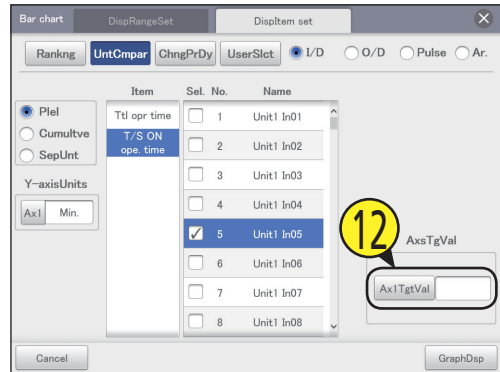 Bar chart DispRangeSet DispItem set
Rankng UntCmpar ChngPrDy UserSlct I/D O/D Pulse Ar.
Item Sel. No. Name
Plel
Cumultve
SepUnt
Y-axisUnits
Ax1 Min.
Ttl opr time
T/S ON
ope. time
1 Unit1 In01
2 Unit1 In02
3 Unit1 In03
4 Unit1 In04
5 Unit1 In05
6 Unit1 In06
7 Unit1 In07
8 Unit1 In08
12
AxsTgVal
Ax1TgtVal
Cancel GraphDsp